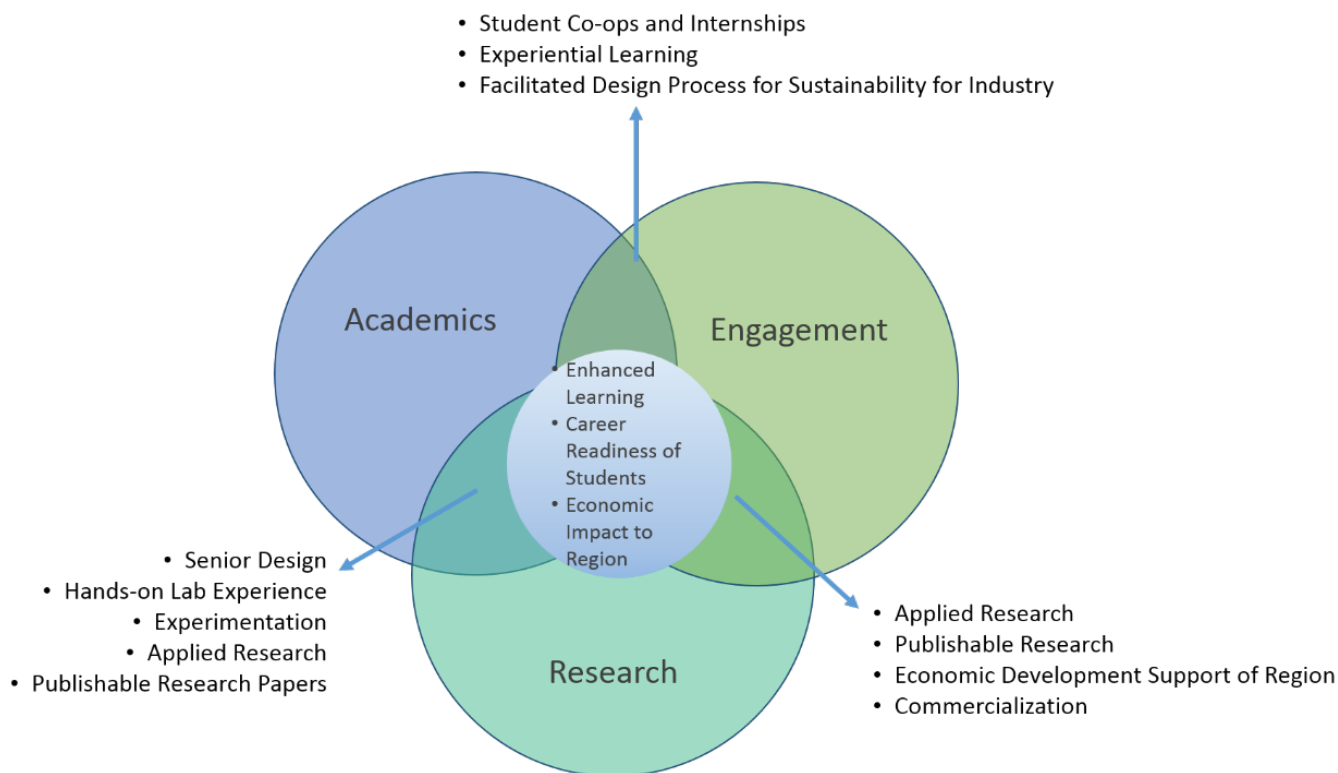 • Student Co-ops and Internships
• Experiential Learning
• Facilitated Design Process for Sustainability for Industry
Academics
Engagement
• Enhanced
Learning
• Career
Readiness of
Students
• Economic
Impact to
Region
• Senior Design
• Hands-on Lab Experience
• Experimentation
• Applied Research
• Publishable Research Papers
Research
• Applied Research
• Publishable Research
• Economic Development Support of Region
• Commercialization